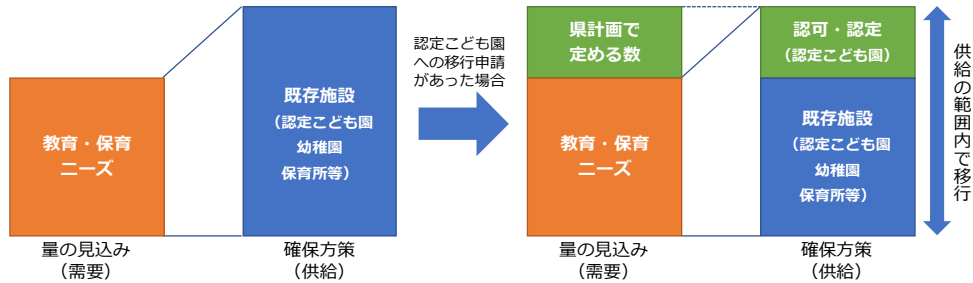 教育・保育
ニーズ
量の見込み
（需要）
既存施設
（認定こども園
幼稚園
保育所等）
確保方策
（供給）
認定こども園
への移行申請
があった場合
県計画で
定める数
教育・保育
ニーズ
量の見込み
（需要）
認可・認定
（認定こども園）
既存施設
（認定こども園
幼稚園
保育所等）
確保方策
（供給）
供給の範囲内で移行